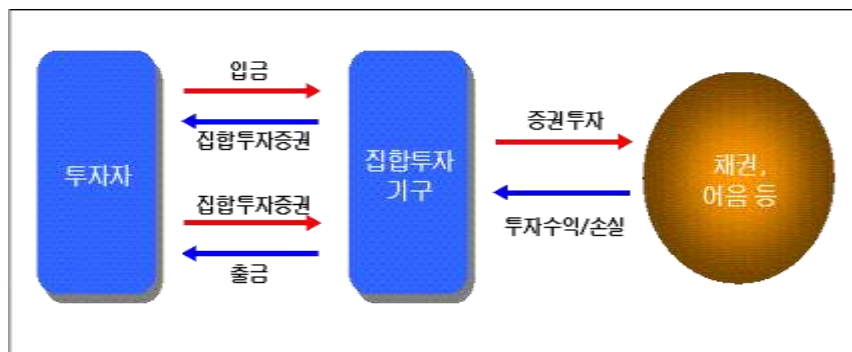 입금
집합투자증권
투자자
집합투자증권
출금
집합투자
기구
증권투자
투자수익/손실
채권,
어음 등